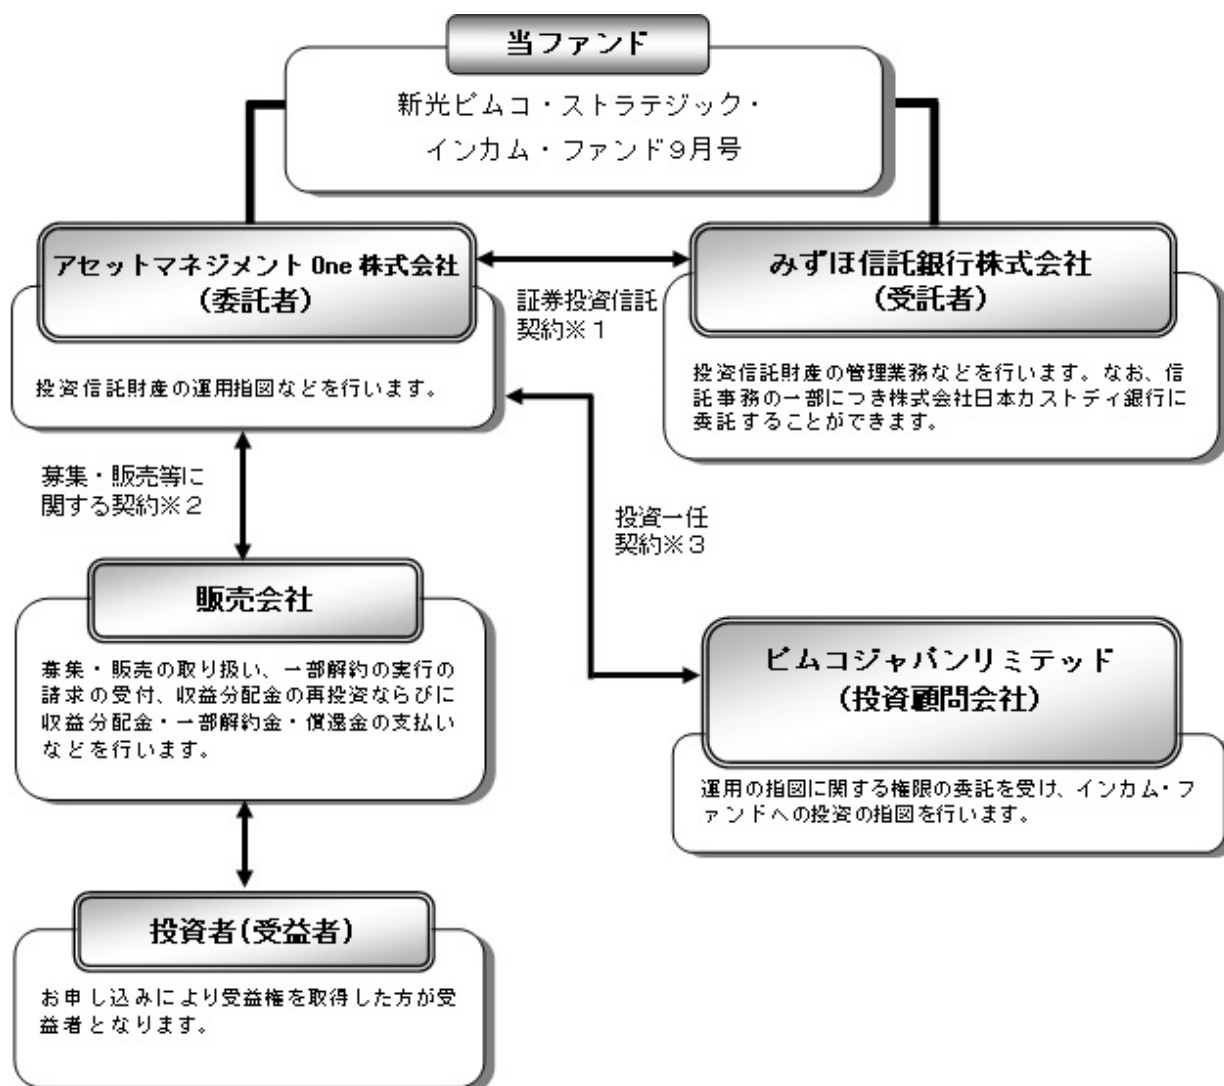 当ファンド
新光ピムコ・ストラテジック・
インカム・ファンド９月号
アセットマネジメント One 株式会社
（委託者）
投資信託財産の運用指図などを行います。
証券投資信託
契約※１
みずほ信託銀行株式会社
（受託者）
投資信託財産の管理業務などを行います。なお、信
託事務の一部につき株式会社日本カストディ銀行に
委託することができます。
募集・販売等に
関する契約※２
投資一任
契約※３
販売会社
募集・販売の取り扱い、一部解約の実行の
請求の受付、収益分配金の再投資ならびに
収益分配金・一部解約金・償還金の支払い
などを行います。
ピムコジャパンリミテッド
（投資顧問会社）
運用の指図に関する権限の委託を受け、インカム・フ
ァンドへの投資の指図を行います。
投資者（受益者）
お申し込みにより受益権を取得した方が受
益者となります。